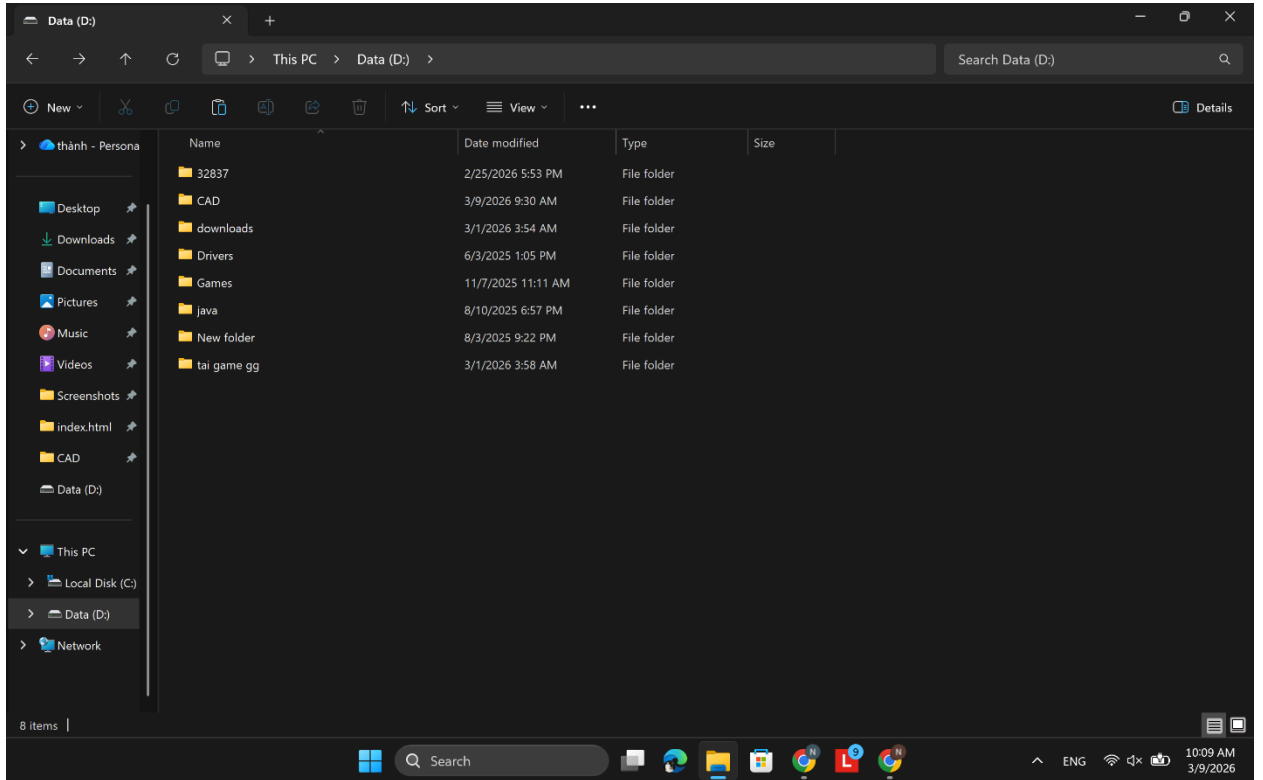 Data (D:)
This PC > Data (D:) >
Search Data (D:)
New
Sort
View
Details
thành - Persona
Desktop
Downloads
Documents
Pictures
Music
Videos
Screenshots
index.html
CAD
Data (D:)
This PC
Local Disk (C:)
Data (D:)
Network
Name Date modified Type Size
32837 2/25/2026 5:53 PM File folder
CAD 3/9/2026 9:30 AM File folder
downloads 3/1/2026 3:54 AM File folder
Drivers 6/3/2025 1:05 PM File folder
Games 11/7/2025 11:11 AM File folder
java 8/10/2025 6:57 PM File folder
New folder 8/3/2025 9:22 PM File folder
tai game gg 3/1/2026 3:58 AM File folder
8 items
Search
N
L 9
N
ENG
10:09 AM
3/9/2026